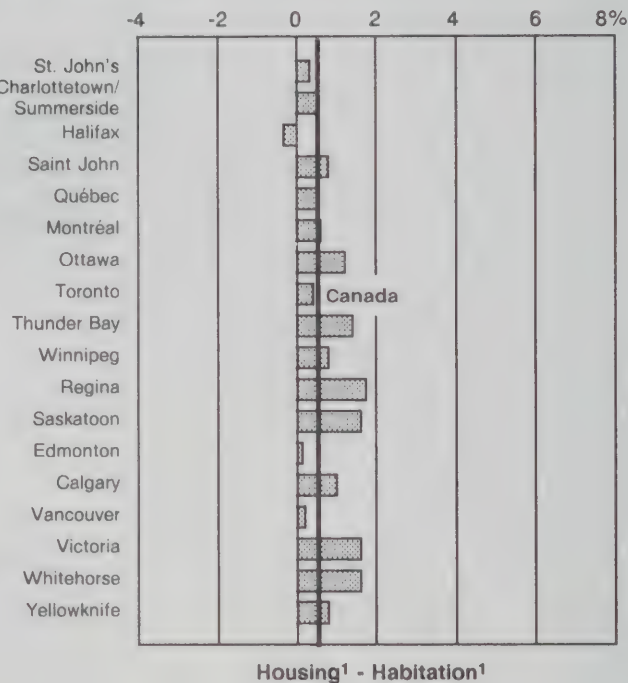 -4 -2 0 2 4 6 8%
St. John's
Charlottetown/
Summerside
Halifax
Saint John
Québec
Montréal
Ottawa
Toronto
Canada
Thunder Bay
Winnipeg
Regina
Saskatoon
Edmonton
Calgary
Vancouver
Victoria
Whitehorse
Yellowknife
Housing¹ - Habitation¹